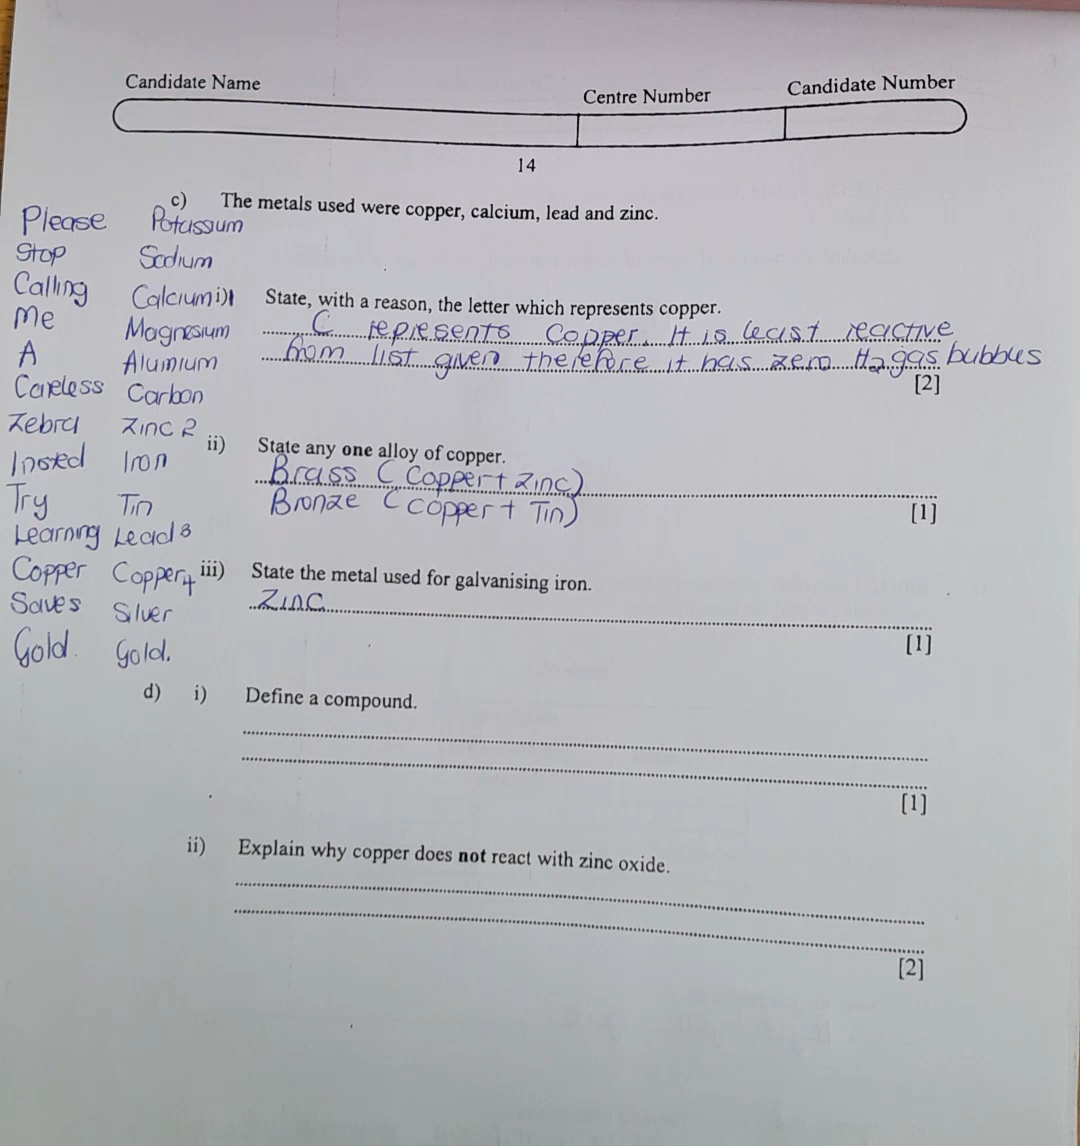 Candidate Name
Centre Number
Candidate Number
14
c) The metals used were copper, calcium, lead and zinc.
Please Potassum
Stop Sodium
Calling Calcium 1
Me Magnesium
A Alumium
Careless Carbon
Zebra Zinc 2
Insted Iron
Try Tin
Learning Lead 3
Copper Copper 4
Saves Silver
Gold. Gold.
i) State, with a reason, the letter which represents copper.
C represents Copper. It is least reactive
from list given therefore it has zero H2 gas bubbles
[2]
ii) State any one alloy of copper.
Brass (Copper + Zinc)
Bronze (Copper + Tin)
[1]
iii) State the metal used for galvanising iron.
Zinc
[1]
d) i) Define a compound.
[1]
ii) Explain why copper does not react with zinc oxide.
[2]